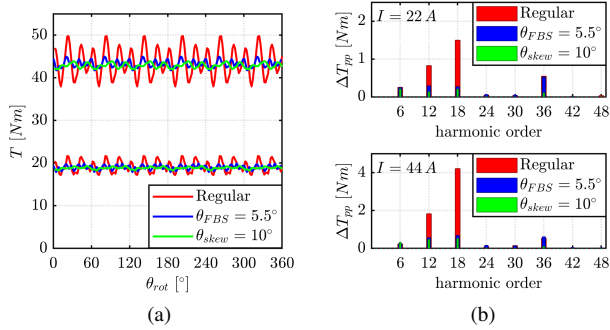 60
50
40
30
20
10
0
T [Nm]
0 60 120 180 240 300 360
θrot [°]
Regular
θFBS = 5.5°
θskew = 10°
(a)
I = 22 A
2
1
0
ΔTpp [Nm]
Regular
θFBS = 5.5°
θskew = 10°
6 12 18 24 30 36 42 48
harmonic order
I = 44 A
4
2
0
ΔTpp [Nm]
Regular
θFBS = 5.5°
θskew = 10°
6 12 18 24 30 36 42 48
harmonic order
(b)